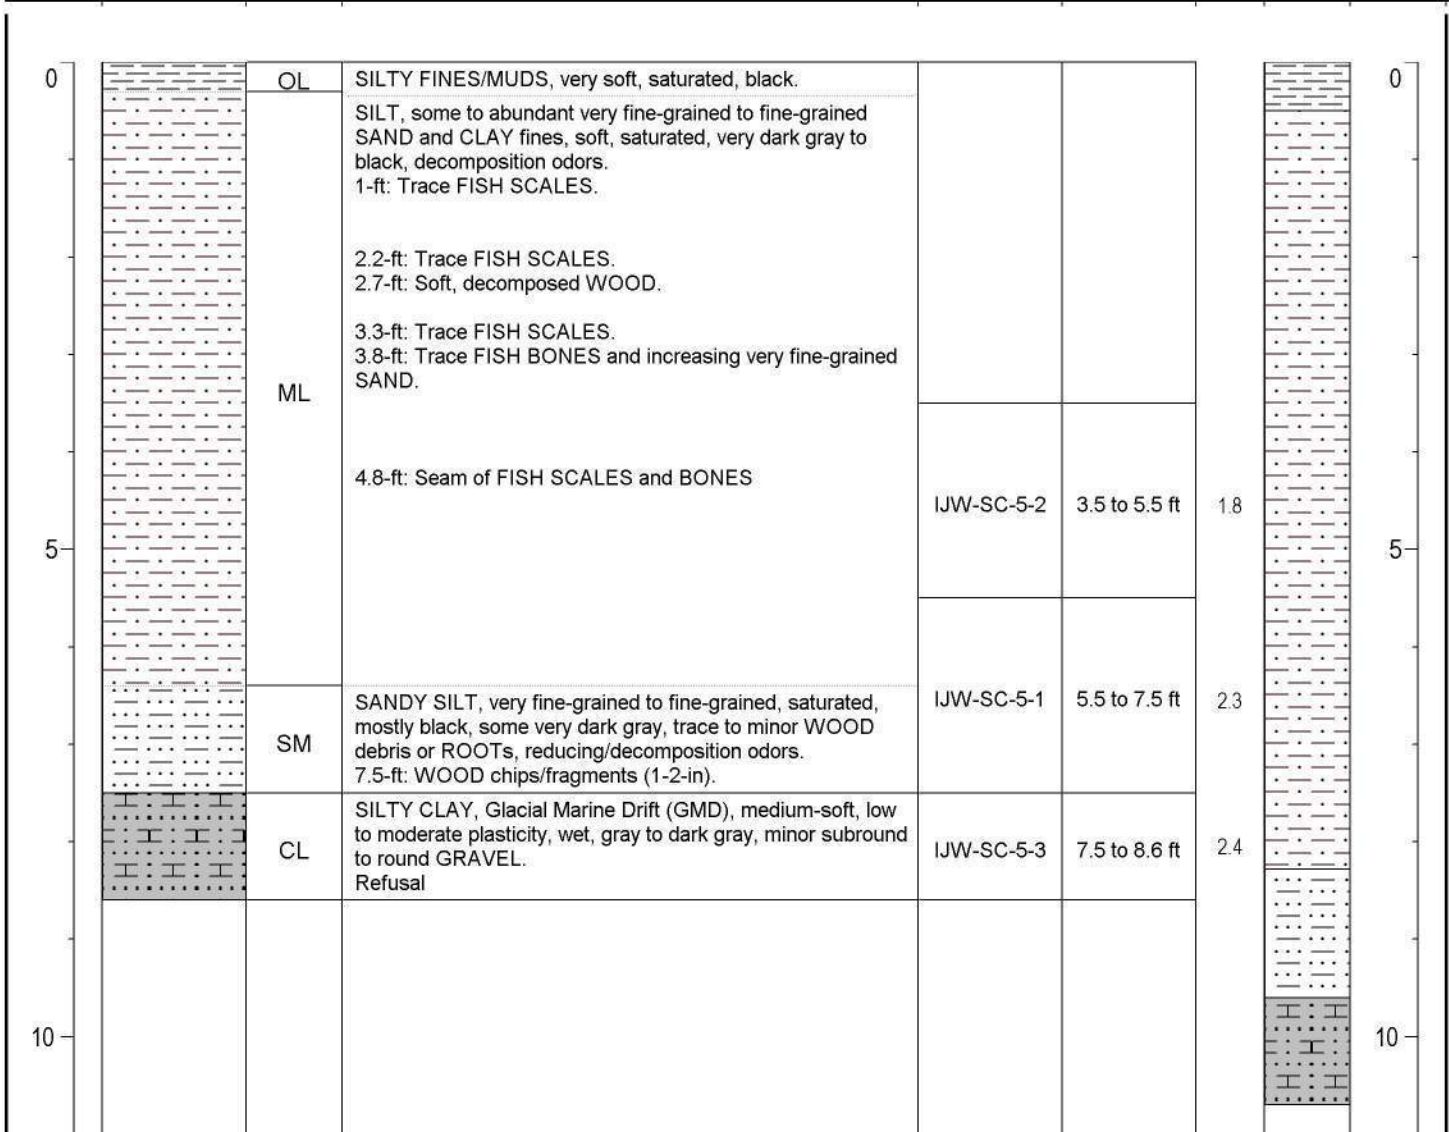 0
OL
SILTY FINES/MUDS, very soft, saturated, black.
0
SILT, some to abundant very fine-grained to fine-grained
SAND and CLAY fines, soft, saturated, very dark gray to
black, decomposition odors.
1-ft: Trace FISH SCALES.
2.2-ft: Trace FISH SCALES.
2.7-ft: Soft, decomposed WOOD.
3.3-ft: Trace FISH SCALES.
3.8-ft: Trace FISH BONES and increasing very fine-grained
SAND.
ML
4.8-ft: Seam of FISH SCALES and BONES
IJW-SC-5-2
3.5 to 5.5 ft
1.8
5
5
SANDY SILT, very fine-grained to fine-grained, saturated,
mostly black, some very dark gray, trace to minor WOOD
debris or ROOTs, reducing/decomposition odors.
7.5-ft: WOOD chips/fragments (1-2-in).
SM
IJW-SC-5-1
5.5 to 7.5 ft
2.3
SILTY CLAY, Glacial Marine Drift (GMD), medium-soft, low
to moderate plasticity, wet, gray to dark gray, minor subround
to round GRAVEL.
Refusal
CL
IJW-SC-5-3
7.5 to 8.6 ft
2.4
10
10